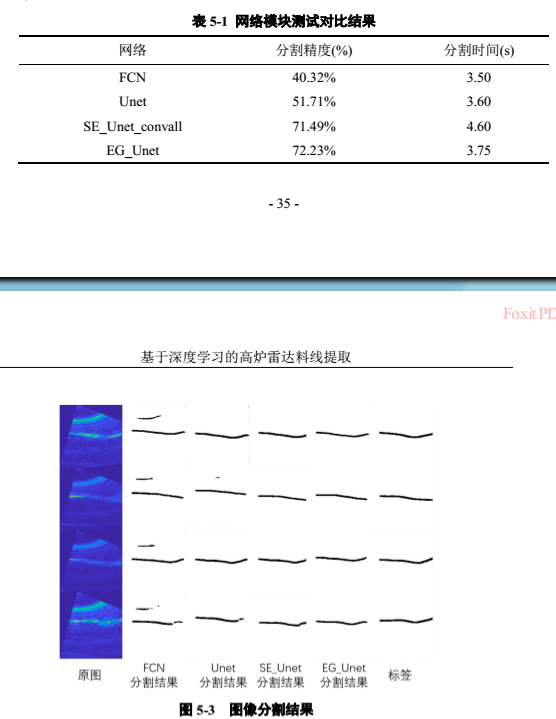 表 5-1 网络模块测试对比结果
网络 分割精度(%) 分割时间(s)
FCN 40.32% 3.50
Unet 51.71% 3.60
SE_Unet_convall 71.49% 4.60
EG_Unet 72.23% 3.75
- 35 -
Foxit PD
基于深度学习的高炉雷达料线提取
原图 FCN 分割结果 Unet 分割结果 SE_Unet 分割结果 EG_Unet 分割结果 标签
图 5-3 图像分割结果